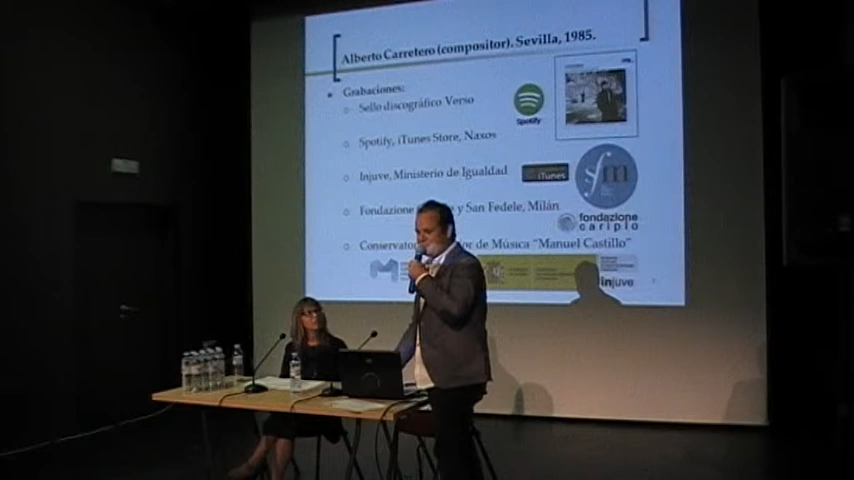 Alberto Carretero (compositor). Sevilla, 1985.
Grabaciones:
Sello discográfico Verso
Spotify, iTunes Store, Naxos
Injuve, Ministerio de Igualdad
Fondazione y San Fedele, Milán
Conservatorio de Música "Manuel Castillo"
Spotify
iTunes
sfm
fondazione
cariplo
injuve